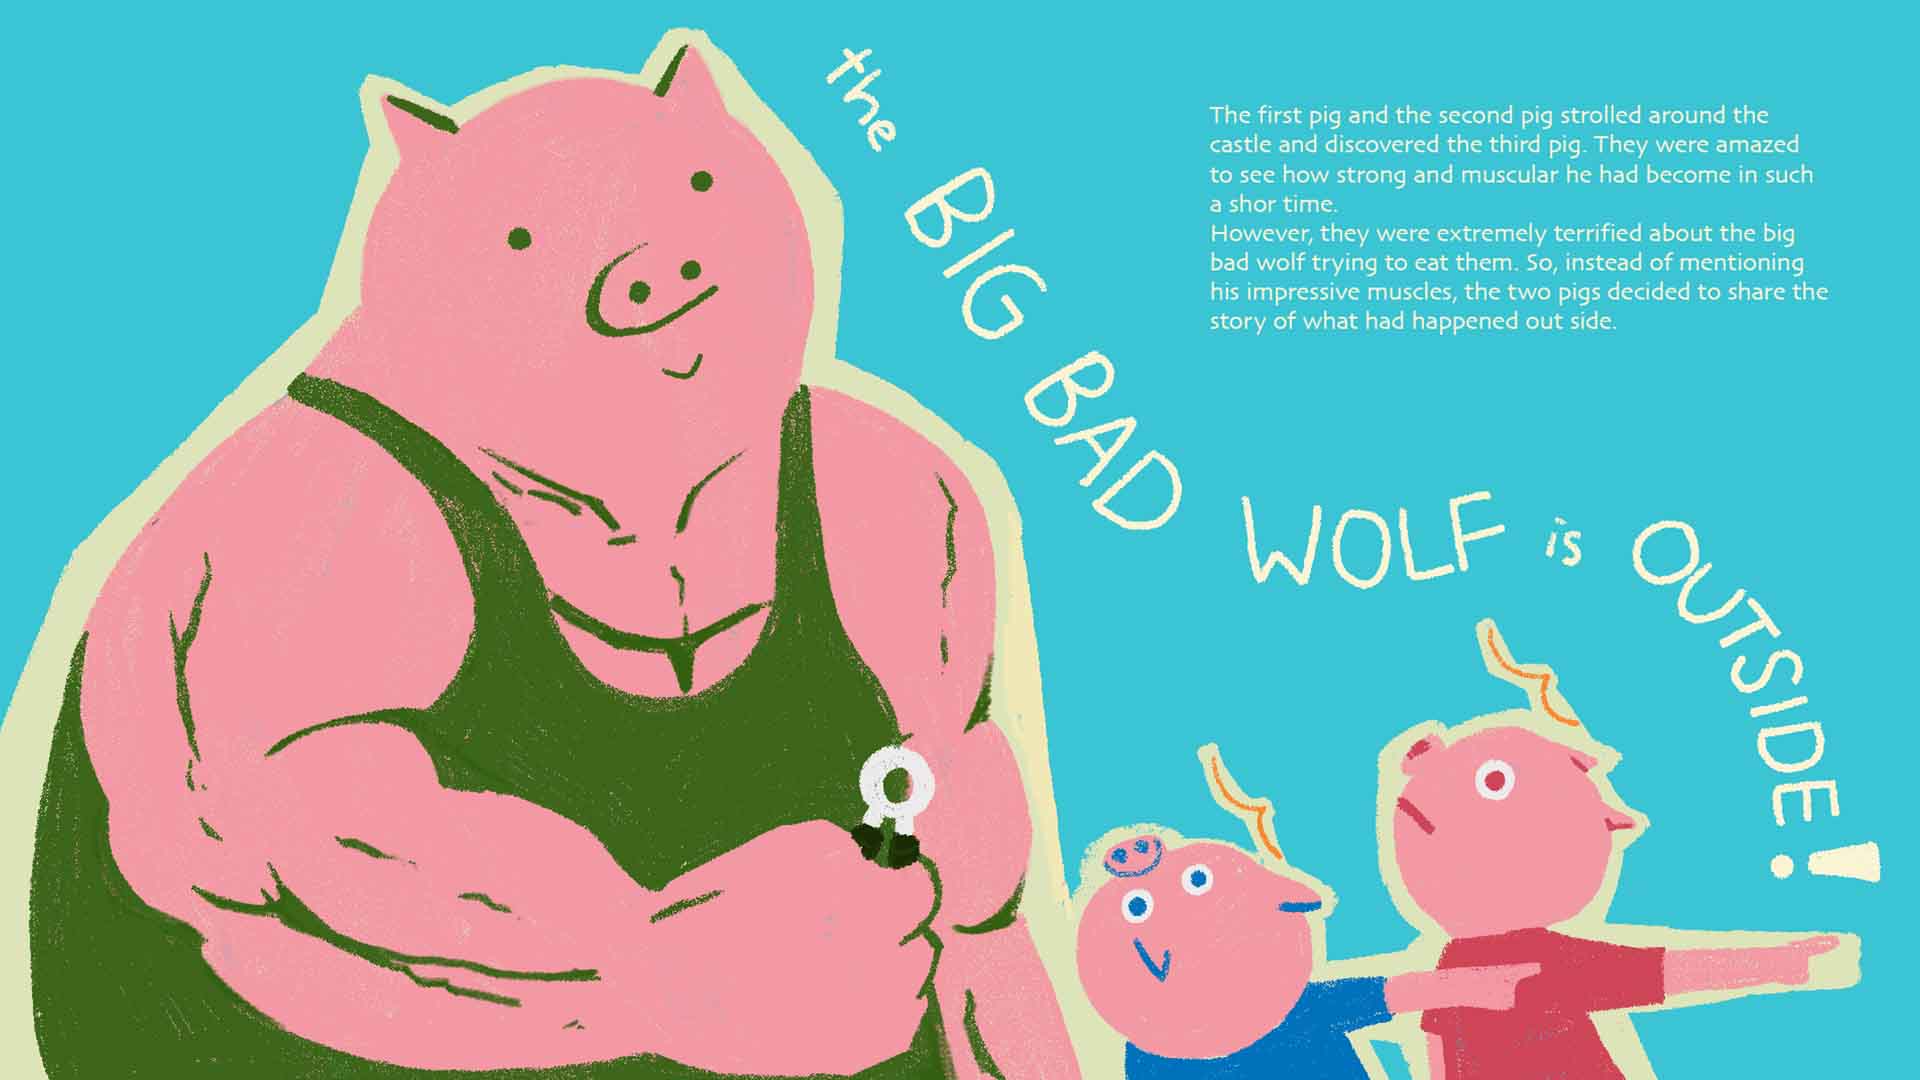 the BIG BAD WOLF is OUTSIDE!
The first pig and the second pig strolled around the
castle and discovered the third pig. They were amazed
to see how strong and muscular he had become in such
a shor time.
However, they were extremely terrified about the big
bad wolf trying to eat them. So, instead of mentioning
his impressive muscles, the two pigs decided to share the
story of what had happened out side.